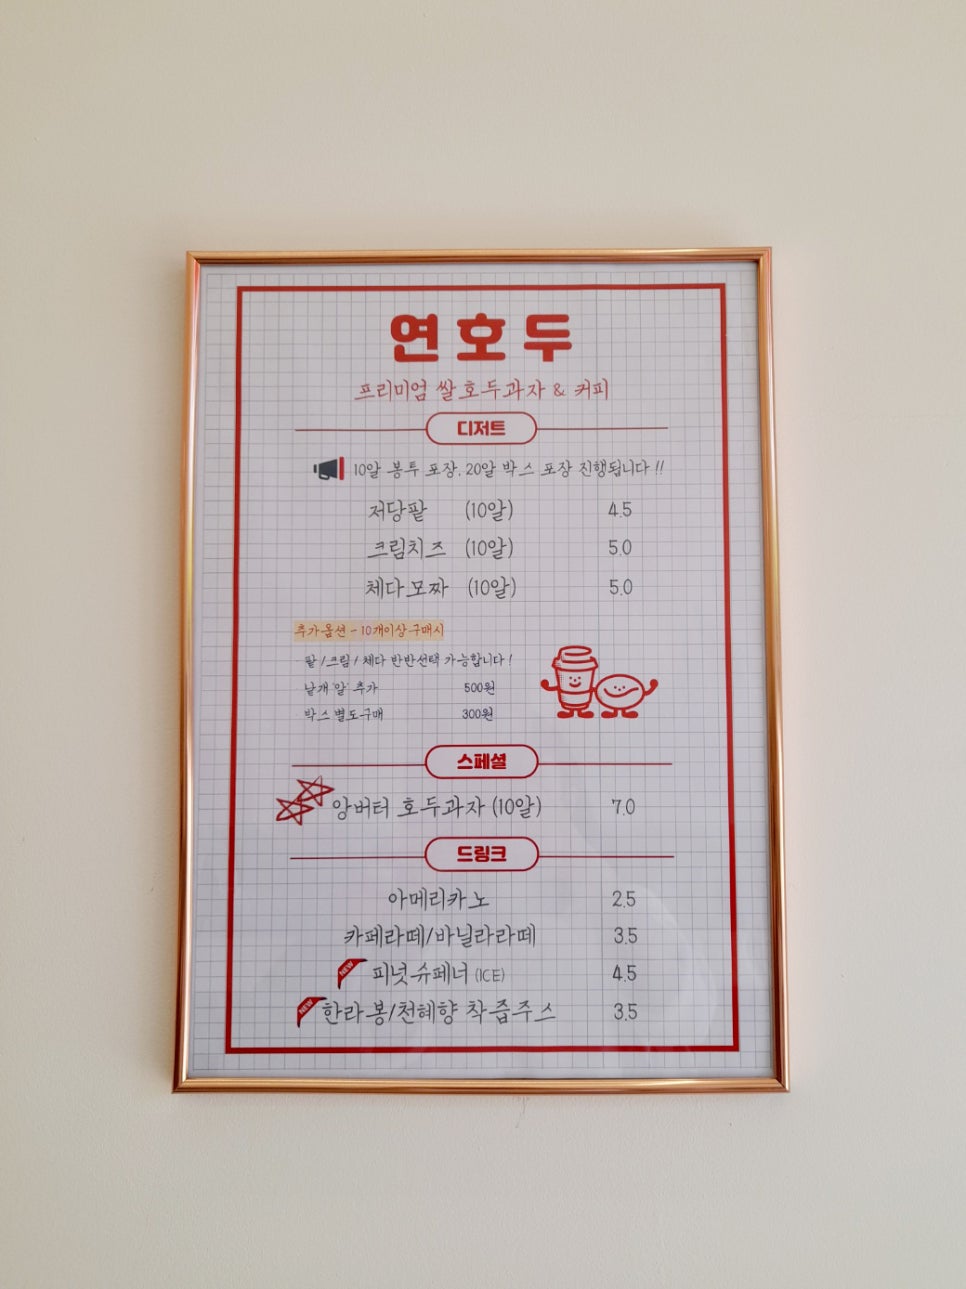 연호두
프리미엄 쌀 호두과자 & 커피
디저트
10알 봉투 포장, 20알 박스 포장 진행됩니다 !!
저당팥 (10알) 4.5
크림치즈 (10알) 5.0
체다모짜 (10알) 5.0
추가옵션 - 10개이상 구매시
팥/크림/체다 반반선택 가능합니다!
낱개 '알' 추가 500원
박스 별도구매 300원
스페셜
앙버터 호두과자 (10알) 7.0
드링크
아메리카노 2.5
카페라떼/바닐라라떼 3.5
NEW 피넛슈페너 (ICE) 4.5
NEW 한라봉/천혜향 착즙주스 3.5